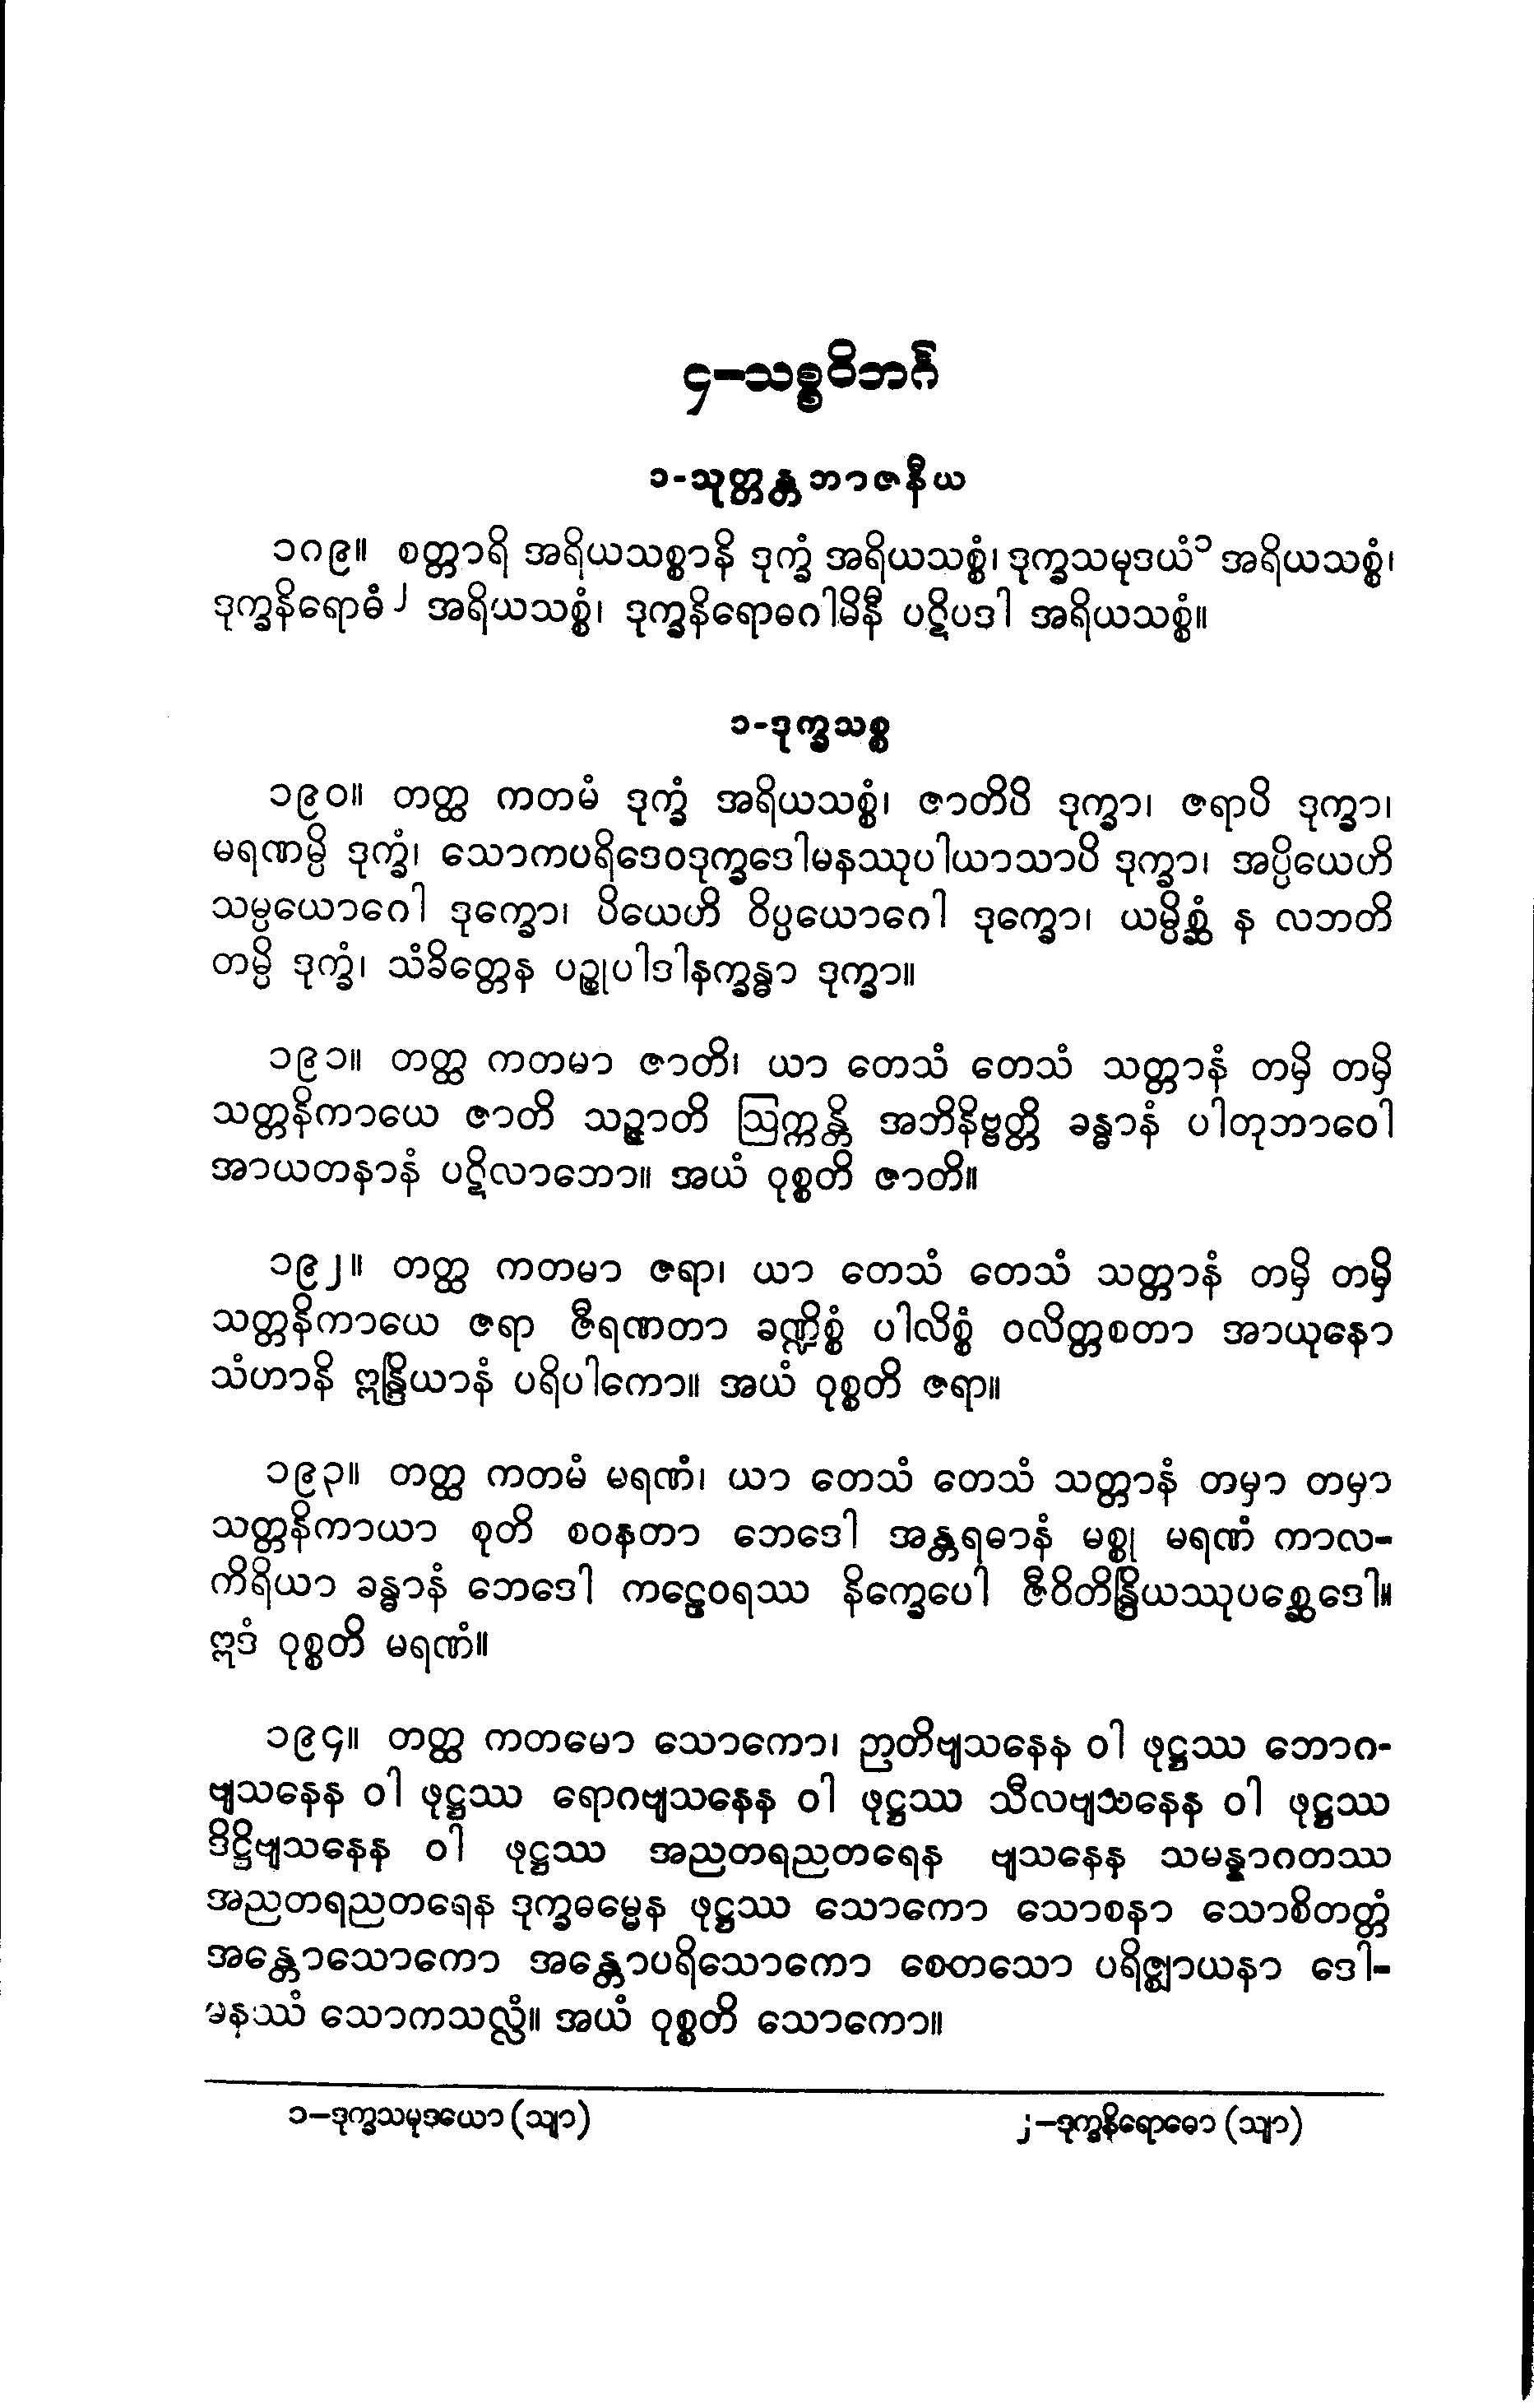 ၄–သစ္စဝိဘင်္ဂ
၁-သုတ္တန္တဘာဇနီယ
၁၈၉။ စတ္တာရိ အရိယသစ္စာနိ ဒုက္ခံ အရိယသစ္စံ၊ ဒုက္ခသမုဒယံ၁ အရိယသစ္စံ၊
ဒုက္ခနိရောဓံ၂ အရိယသစ္စံ၊ ဒုက္ခနိရောဓဂါမိနီ ပဋိပဒါ အရိယသစ္စံ။
၁-ဒုက္ခသစ္စ
၁၉၀။ တတ္ထ ကတမံ ဒုက္ခံ အရိယသစ္စံ၊ ဇာတိပိ ဒုက္ခာ၊ ဇရာပိ ဒုက္ခာ၊
မရဏမ္ပိ ဒုက္ခံ၊ သောကပရိဒေဝဒုက္ခဒေါမနဿုပါယာသာပိ ဒုက္ခာ၊ အပ္ပိယေဟိ
သမ္ပယောဂေါ ဒုက္ခော၊ ပိယေဟိ ဝိပ္ပယောဂေါ ဒုက္ခော၊ ယမ္ပိစ္ဆံ န လဘတိ
တမ္ပိ ဒုက္ခံ၊ သံခိတ္တေန ပဉ္စုပါဒါနက္ခန္ဓာ ဒုက္ခာ။
၁၉၁။ တတ္ထ ကတမာ ဇာတိ၊ ယာ တေသံ တေသံ သတ္တာနံ တမှိ တမှိ
သတ္တနိကာယေ ဇာတိ သဉ္ဇာတိ ဩက္ကန္တိ အဘိနိဗ္ဗတ္တိ ခန္ဓာနံ ပါတုဘာဝေါ
အာယတနာနံ ပဋိလာဘော။ အယံ ဝုစ္စတိ ဇာတိ။
၁၉၂။ တတ္ထ ကတမာ ဇရာ၊ ယာ တေသံ တေသံ သတ္တာနံ တမှိ တမှိ
သတ္တနိကာယေ ဇရာ ဇီရဏတာ ခဏ္ဍိစ္စံ ပါလိစ္စံ ဝလိတ္တစတာ အာယုနော
သံဟာနိ ဣန္ဒြိယာနံ ပရိပါကော။ အယံ ဝုစ္စတိ ဇရာ။
၁၉၃။ တတ္ထ ကတမံ မရဏံ၊ ယာ တေသံ တေသံ သတ္တာနံ တမှာ တမှာ
သတ္တနိကာယာ စုတိ စဝနတာ ဘေဒေါ အန္တရဓာနံ မစ္စု မရဏံ ကာလ-
ကိရိယာ ခန္ဓာနံ ဘေဒေါ ကဠေဝရဿ နိက္ခေပေါ ဇီဝိတိန္ဒြိယဿုပစ္ဆေဒေါ။
ဣဒံ ဝုစ္စတိ မရဏံ။
၁၉၄။ တတ္ထ ကတမော သောကော၊ ဉာတိဗျသနေန ဝါ ဖုဋ္ဌဿ ဘောဂ-
ဗျသနေန ဝါ ဖုဋ္ဌဿ ရောဂဗျသနေန ဝါ ဖုဋ္ဌဿ သီလဗျသနေန ဝါ ဖုဋ္ဌဿ
ဒိဋ္ဌိဗျသနေန ဝါ ဖုဋ္ဌဿ အညတရညတရေန ဗျသနေန သမန္နာဂတဿ
အညတရညတရေန ဒုက္ခဓမ္မေန ဖုဋ္ဌဿ သောကော သောစနာ သောစိတတ္တံ
အန္တောသောကော အန္တောပရိသောကော စေတသော ပရိဇ္ဈာယနာ ဒေါ-
မနဿံ သောကသလ္လံ။ အယံ ဝုစ္စတိ သောကော။
၁–ဒုက္ခသမုဒယော (သျာ)
၂–ဒုက္ခနိရောဓော (သျာ)